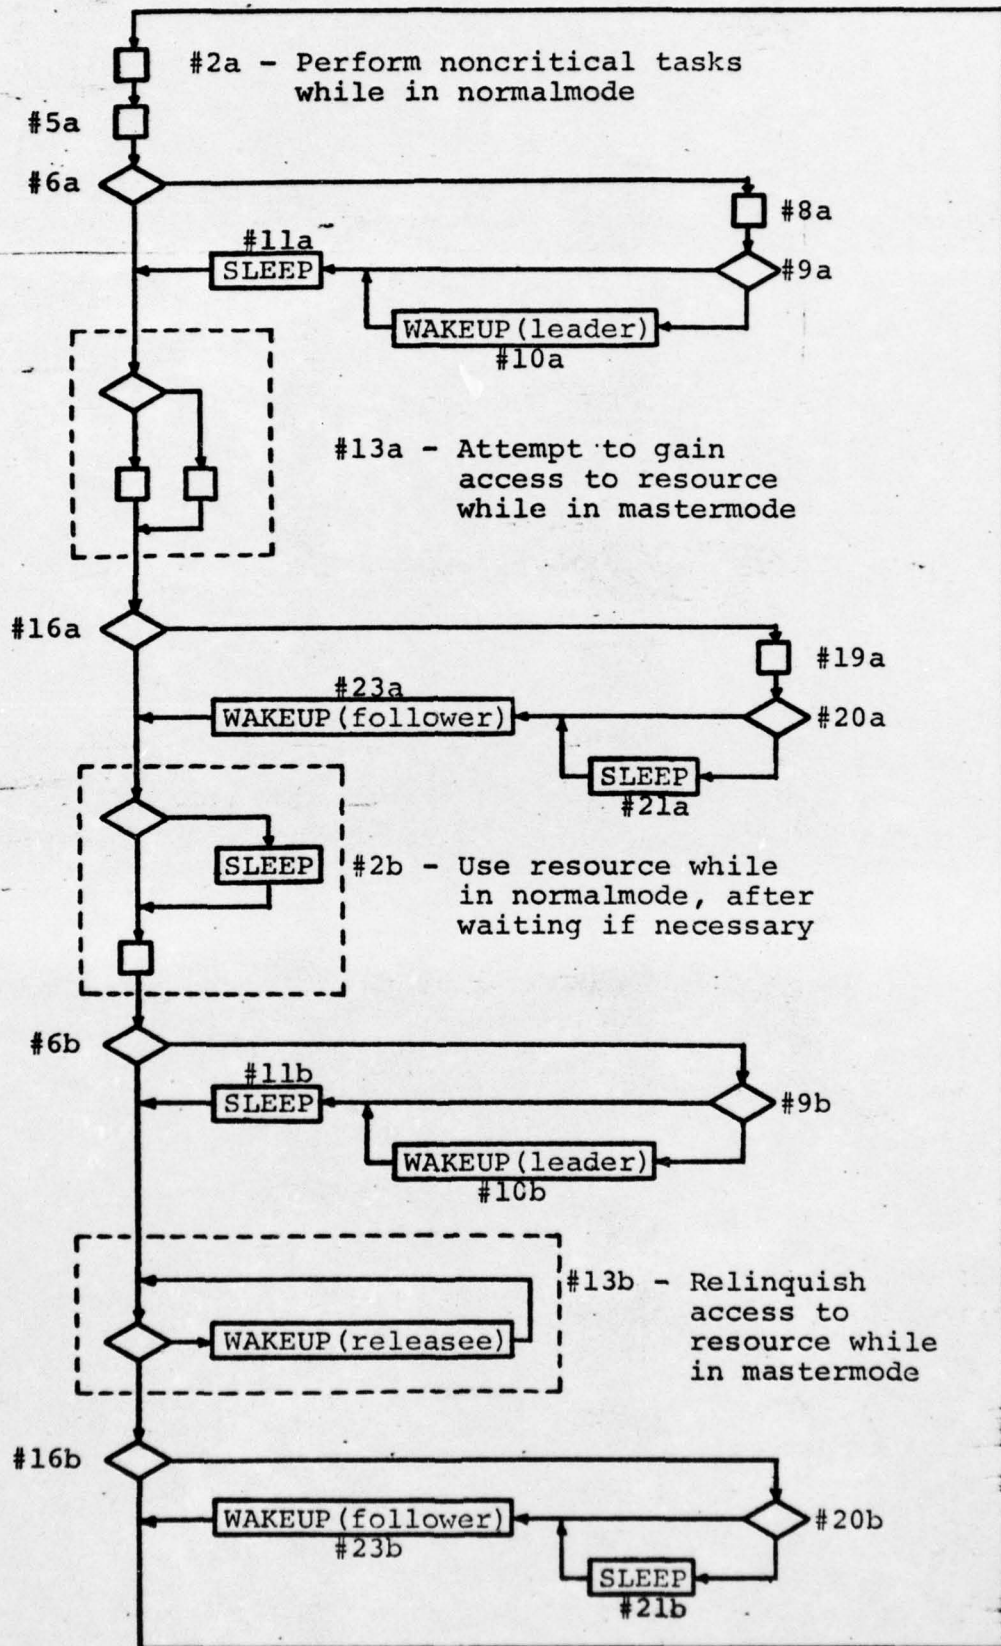 #2a - Perform noncritical tasks
while in normalmode
#5a
#6a
#8a
#11a
SLEEP
#9a
WAKEUP(leader)
#10a
#13a - Attempt to gain
access to resource
while in mastermode
#16a
#19a
#23a
WAKEUP(follower)
#20a
SLEEP
#21a
SLEEP
#2b - Use resource while
in normalmode, after
waiting if necessary
#6b
#11b
SLEEP
#9b
WAKEUP(leader)
#10b
#13b - Relinquish
access to
resource while
in mastermode
WAKEUP(releasee)
#16b
WAKEUP(follower)
#20b
#23b
SLEEP
#21b